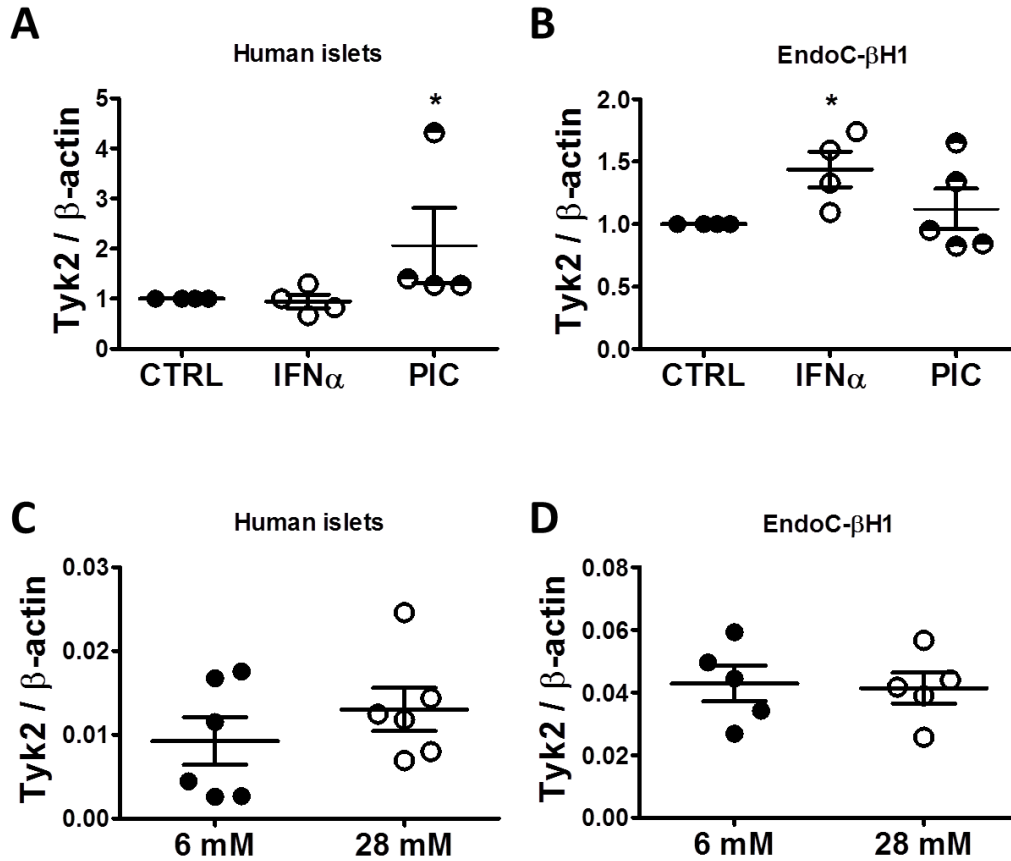 A
Human islets
*
Tyk2 / β-actin
5
4
3
2
1
0
CTRL IFNα PIC
B
EndoC-βH1
*
Tyk2 / β-actin
2.0
1.5
1.0
0.5
0.0
CTRL IFNα PIC
C
Human islets
Tyk2 / β-actin
0.03
0.02
0.01
0.00
6 mM 28 mM
D
EndoC-βH1
Tyk2 / β-actin
0.08
0.06
0.04
0.02
0.00
6 mM 28 mM